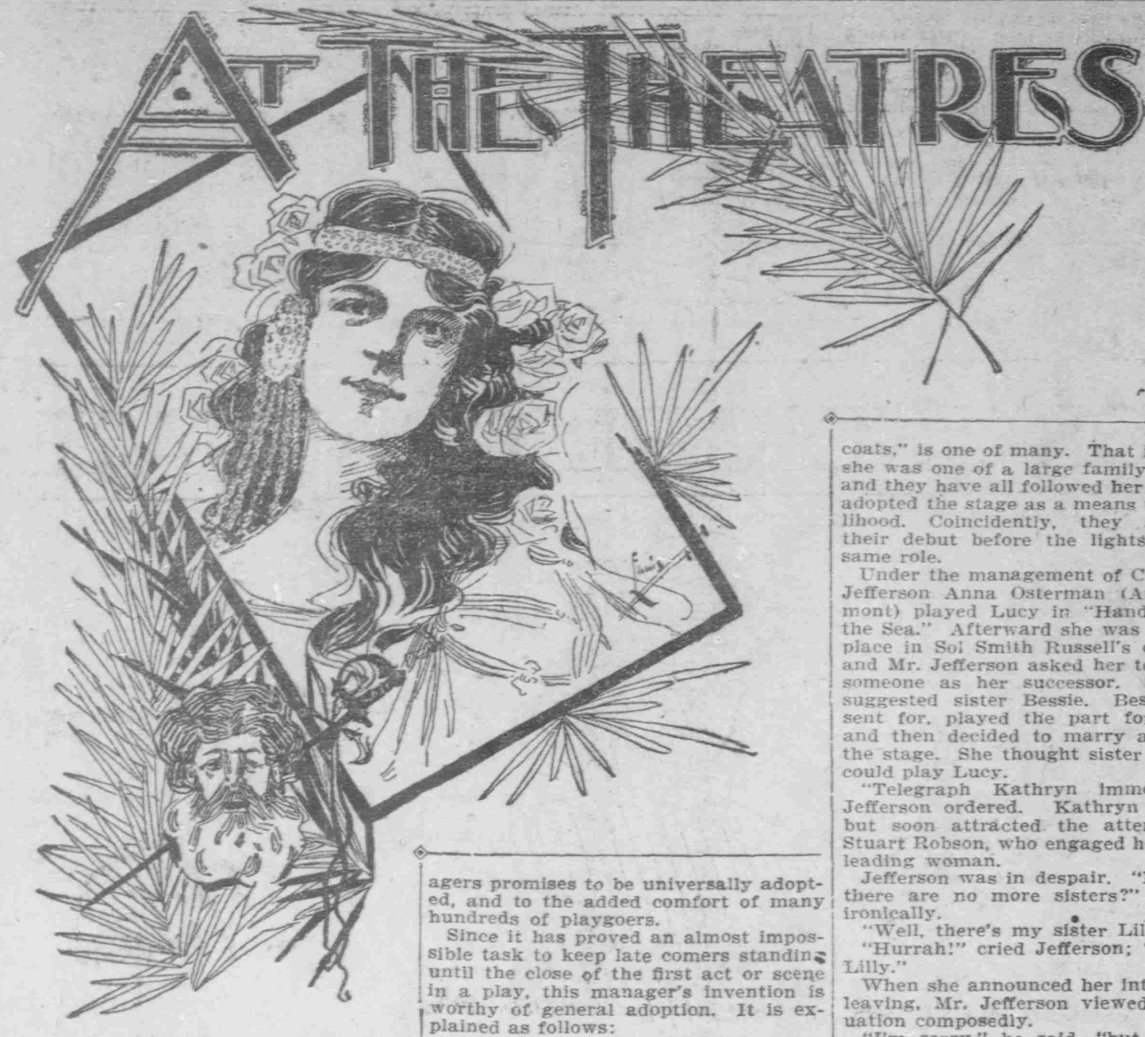 AT THE THEATRES
agers promises to be universally adopt-
ed, and to the added comfort of many
hundreds of playgoers.
Since it has proved an almost impos-
sible task to keep late comers standing
until the close of the first act or scene
in a play, this manager's invention is
worthy of general adoption. It is ex-
plained as follows:
coats," is one of many. That
she was one of a large family
and they have all followed her
adopted the stage as a means
lihood. Coincidently, they
their debut before the lights
same role.
Under the management of C
Jefferson Anna Osterman (A
mont) played Lucy in "Hand
the Sea." Afterward she was
place in Sol Smith Russell's
and Mr. Jefferson asked her to
someone as her successor.
suggested sister Bessie. Bes
sent for, played the part fo
and then decided to marry a
the stage. She thought sister
could play Lucy.
"Telegraph Kathryn imme
Jefferson ordered. Kathryn
but soon attracted the atten
Stuart Robson, who engaged h
leading woman.
Jefferson was in despair.
there are no more sisters?"
ironically.
"Well, there's my sister Lil
"Hurrah!" cried Jefferson;
Lilly."
When she announced her int
leaving, Mr. Jefferson viewed
uation composedly.
"I'm sorry," he said, "but